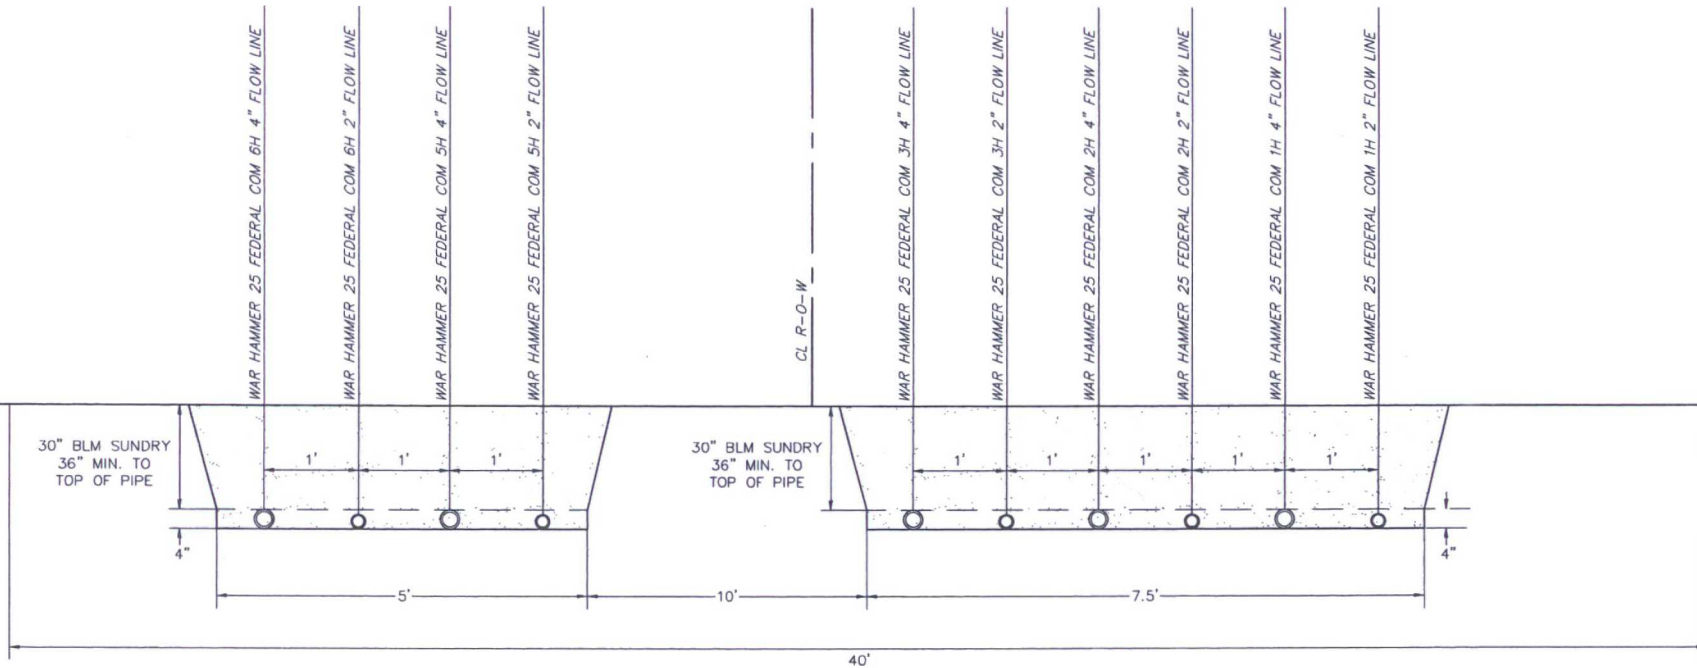 WAR HAMMER 25 FEDERAL COM 6H 4" FLOW LINE
WAR HAMMER 25 FEDERAL COM 6H 2" FLOW LINE
WAR HAMMER 25 FEDERAL COM 5H 4" FLOW LINE
WAR HAMMER 25 FEDERAL COM 5H 2" FLOW LINE
CL R-O-W
WAR HAMMER 25 FEDERAL COM 3H 4" FLOW LINE
WAR HAMMER 25 FEDERAL COM 3H 2" FLOW LINE
WAR HAMMER 25 FEDERAL COM 2H 4" FLOW LINE
WAR HAMMER 25 FEDERAL COM 2H 2" FLOW LINE
WAR HAMMER 25 FEDERAL COM 1H 4" FLOW LINE
WAR HAMMER 25 FEDERAL COM 1H 2" FLOW LINE
30" BLM SUNDRY
36" MIN. TO
TOP OF PIPE
1'
1'
1'
30" BLM SUNDRY
36" MIN. TO
TOP OF PIPE
1'
1'
1'
1'
1'
4"
4"
5'
10'
7.5'
40'